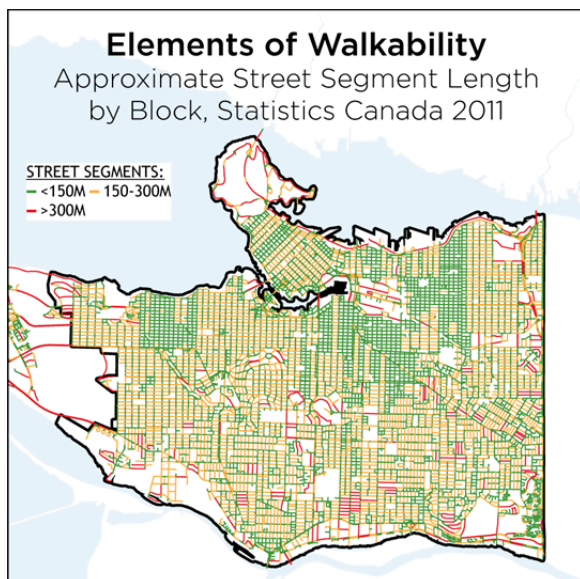 Elements of Walkability
Approximate Street Segment Length
by Block, Statistics Canada 2011
STREET SEGMENTS:
<150M 150-300M
>300M